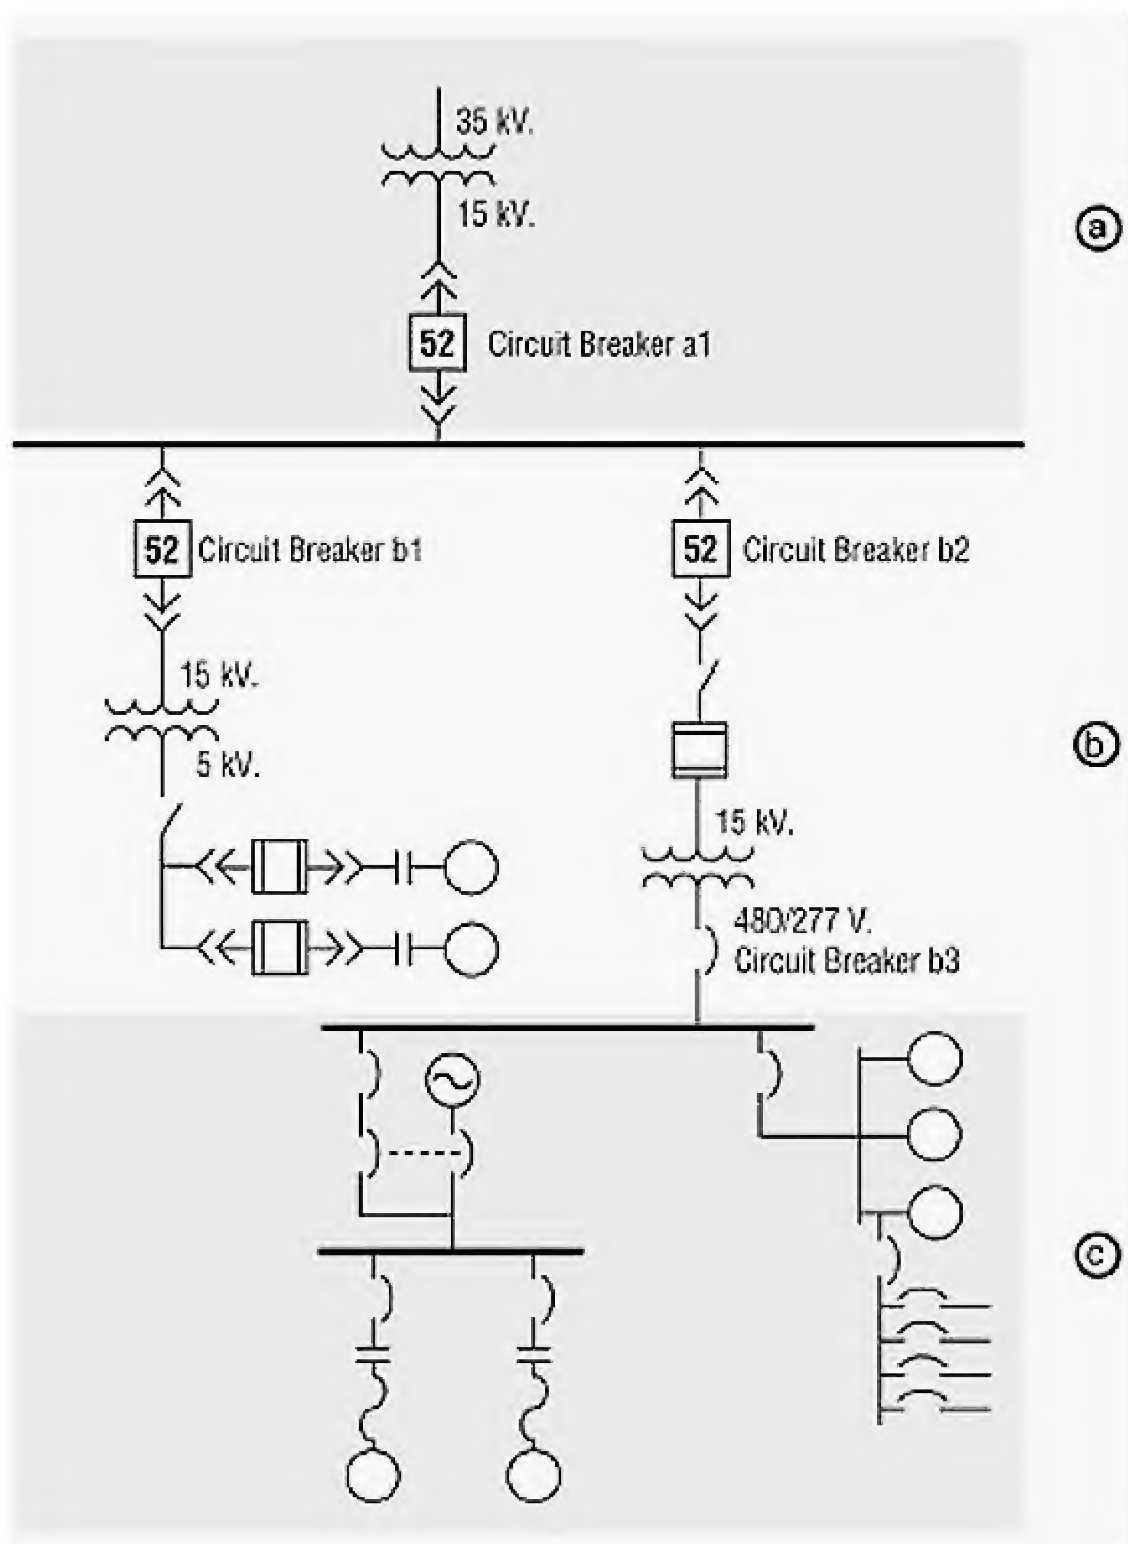 35 kV.
15 kV.
a
52 Circuit Breaker a1
52 Circuit Breaker b1
52 Circuit Breaker b2
15 kV.
5 kV.
b
15 kV.
480/277 V.
Circuit Breaker b3
c